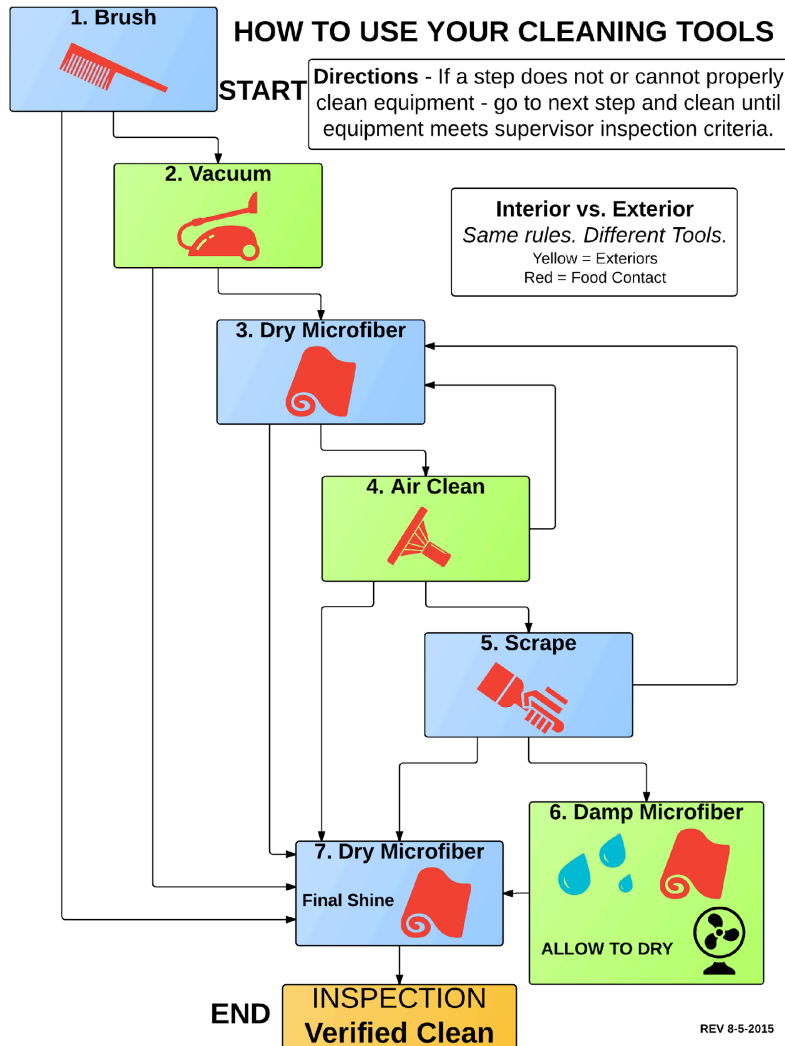 1. Brush
HOW TO USE YOUR CLEANING TOOLS
START
Directions - If a step does not or cannot properly
clean equipment - go to next step and clean until
equipment meets supervisor inspection criteria.
2. Vacuum
Interior vs. Exterior
Same rules. Different Tools.
Yellow = Exteriors
Red = Food Contact
3. Dry Microfiber
4. Air Clean
5. Scrape
6. Damp Microfiber
ALLOW TO DRY
7. Dry Microfiber
Final Shine
END
INSPECTION
Verified Clean
REV 8-5-2015